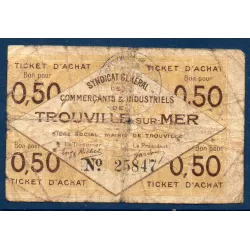 TICKET D'ACHAT TICKET D'ACHAT
Bon pour Bon pour
0,50 0,50
SYNDICAT GÉNÉRAL
DES
COMMERÇANTS & INDUSTRIELS
DE
TROUVILLE SUR MER
SIÈGE SOCIAL MAIRIE DE TROUVILLE
Le Trésorier Le Président
Bon pour Bon pour
Nº 25847
0,50 0,50
TICKET D'ACHAT TICKET D'ACHAT